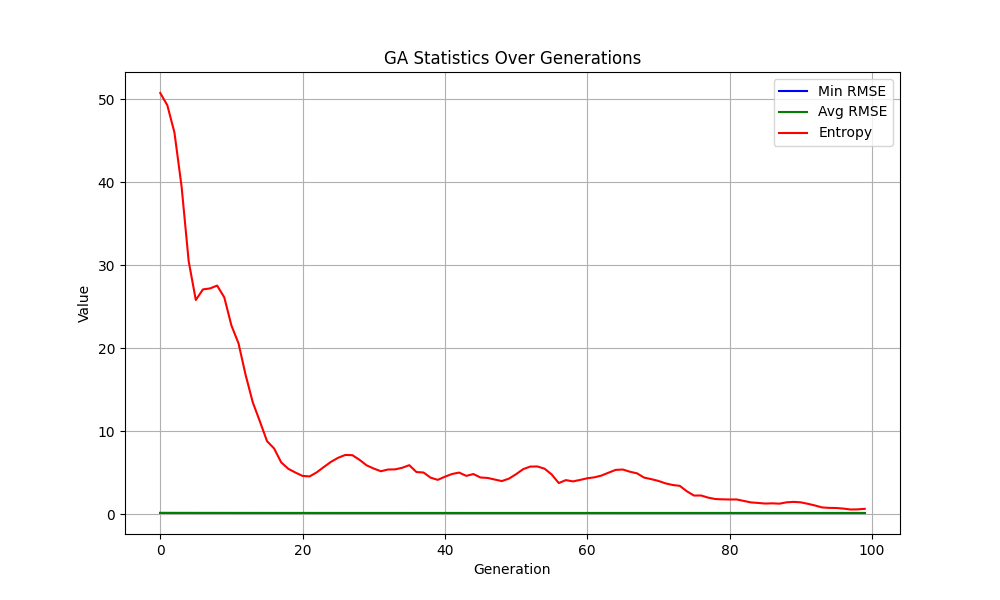 GA Statistics Over Generations
Min RMSE
Avg RMSE
Entropy
50
40
30
20
10
0
Value
0 20 40 60 80 100
Generation